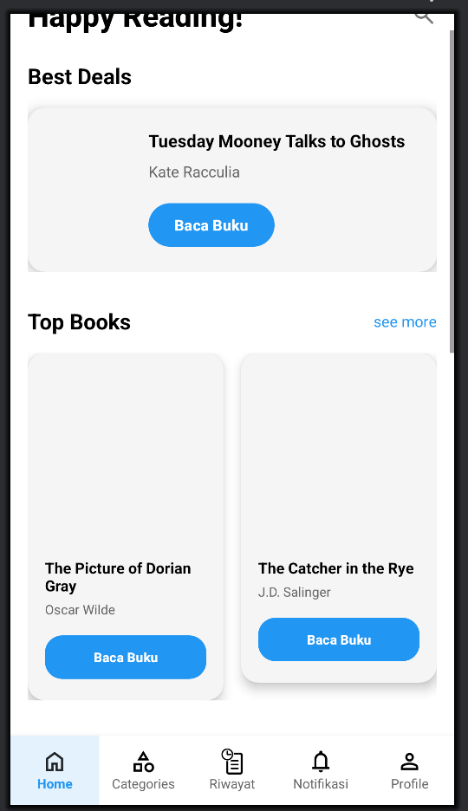 Happy Reading!
Best Deals
Tuesday Mooney Talks to Ghosts
Kate Racculia
Baca Buku
Top Books
see more
The Picture of Dorian
Gray
Oscar Wilde
Baca Buku
The Catcher in the Rye
J.D. Salinger
Baca Buku
Home
Categories
Riwayat
Notifikasi
Profile